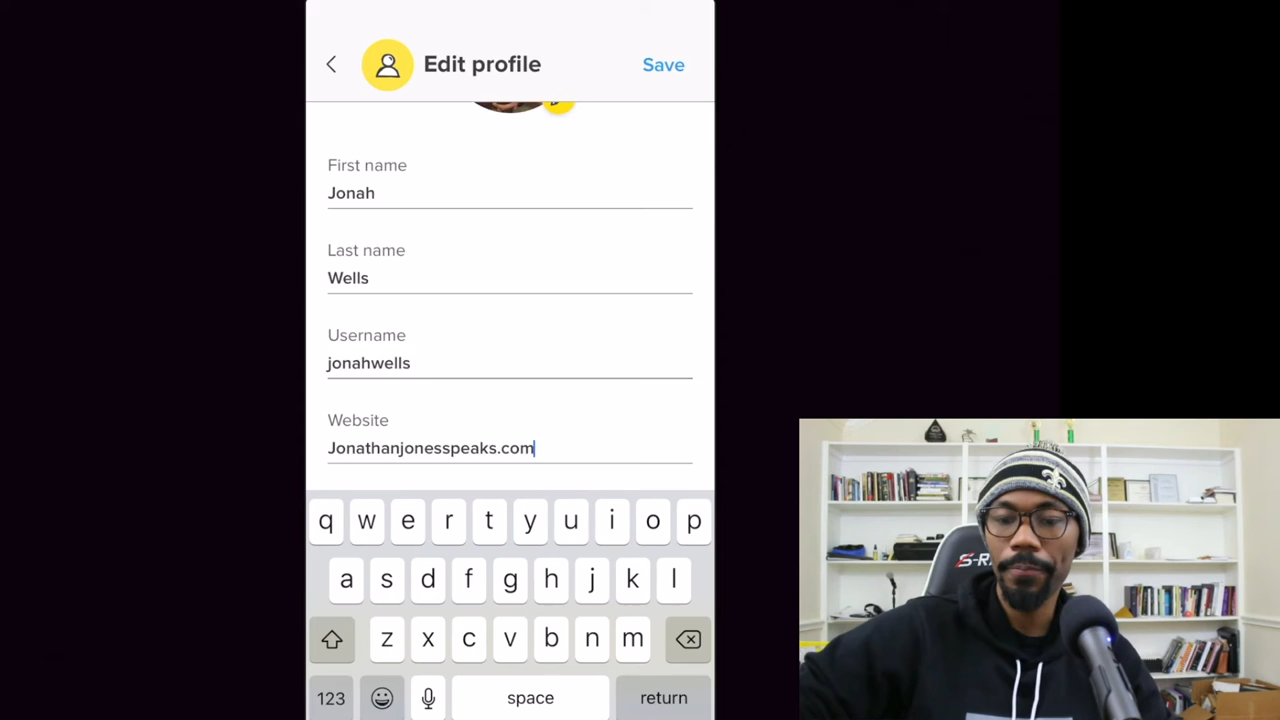 Edit profile
Save
First name
Jonah
Last name
Wells
Username
jonahwells
Website
Jonathanjonesspeaks.com
q w e r t y u i o p
a s d f g h j k l
z x c v b n m
123
space
return